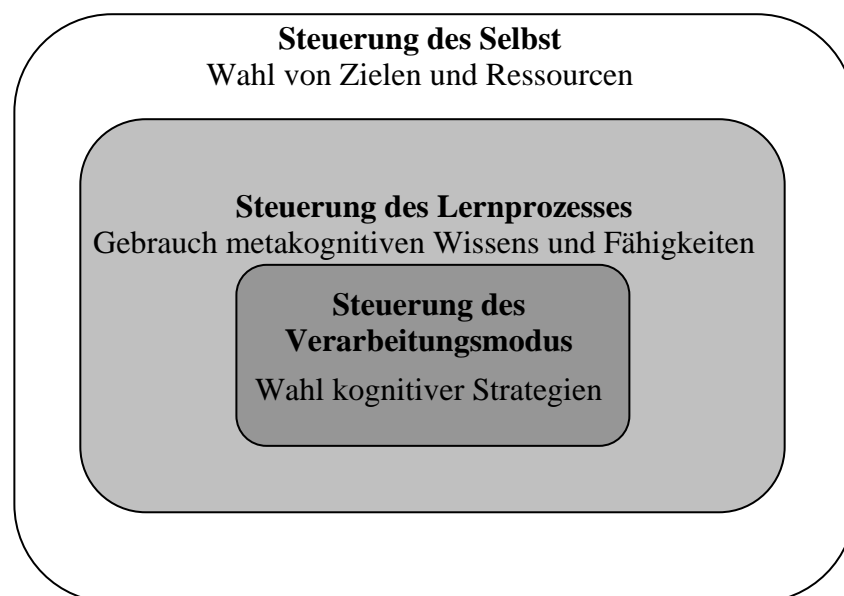 Steuerung des Selbst
Wahl von Zielen und Ressourcen
Steuerung des Lernprozesses
Gebrauch metakognitiven Wissens und Fähigkeiten
Steuerung des
Verarbeitungsmodus
Wahl kognitiver Strategien